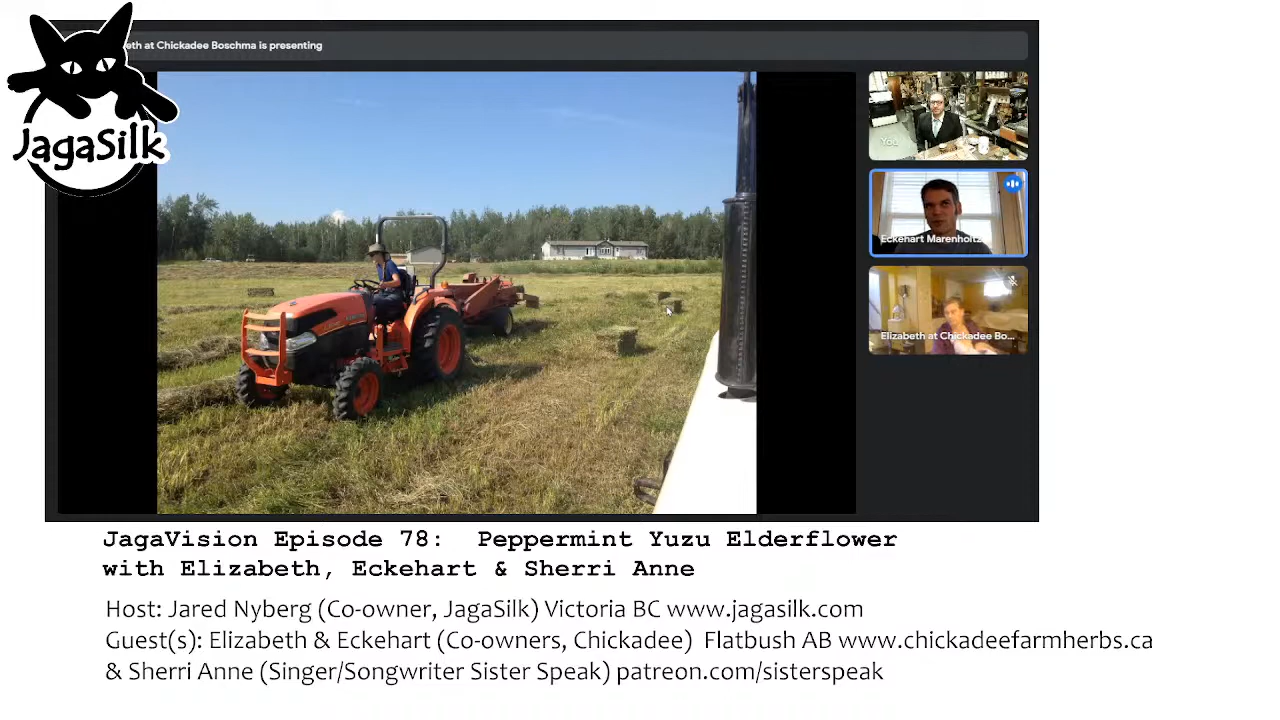 JagaSilk
eth at Chickadee Boschma is presenting
You
Eckehart Marenholtz
Elizabeth at Chickadee Bo...
JagaVision Episode 78: Peppermint Yuzu Elderflower
with Elizabeth, Eckehart & Sherri Anne
Host: Jared Nyberg (Co-owner, JagaSilk) Victoria BC www.jagasilk.com
Guest(s): Elizabeth & Eckehart (Co-owners, Chickadee) Flatbush AB www.chickadeefarmherbs.ca
& Sherri Anne (Singer/Songwriter Sister Speak) patreon.com/sisterspeak